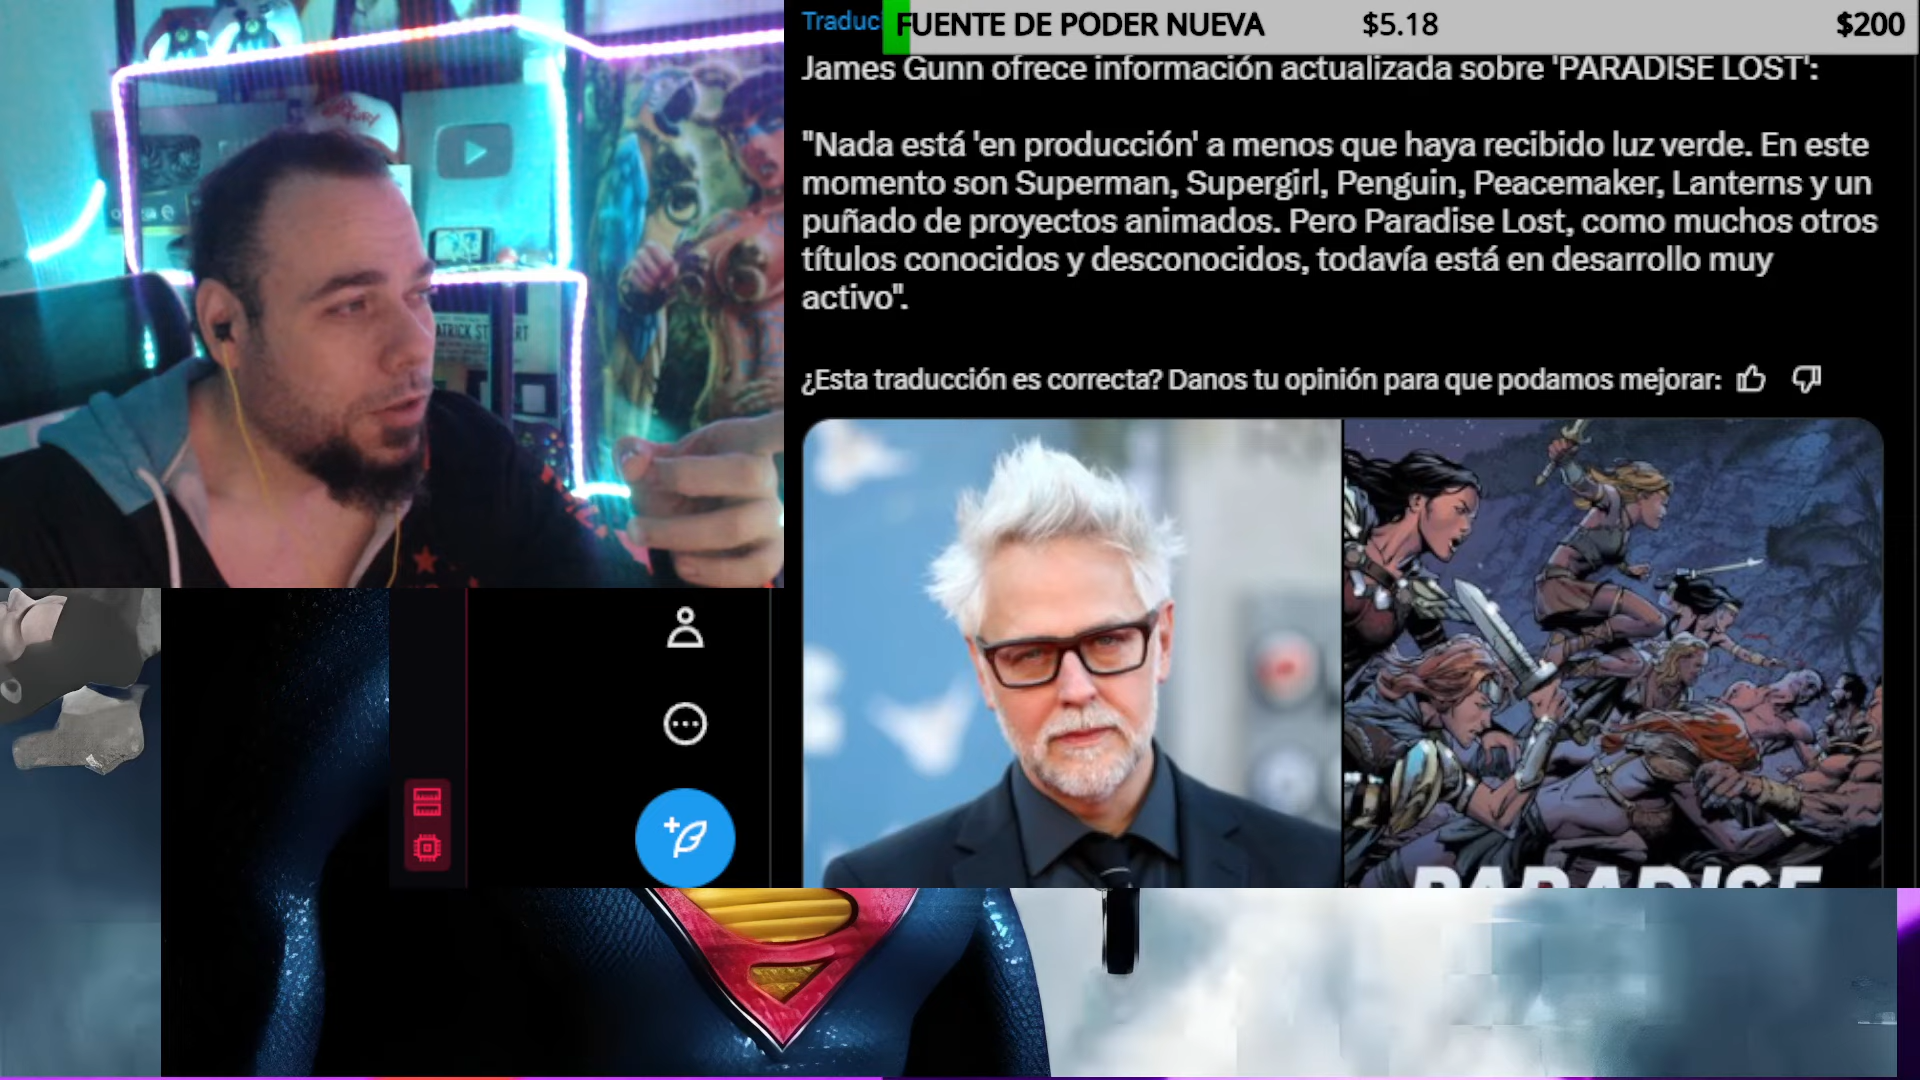 Traduc
FUENTE DE PODER NUEVA $5.18 $200
James Gunn ofrece información actualizada sobre 'PARADISE LOST':
"Nada está 'en producción' a menos que haya recibido luz verde. En este
momento son Superman, Supergirl, Penguin, Peacemaker, Lanterns y un
puñado de proyectos animados. Pero Paradise Lost, como muchos otros
títulos conocidos y desconocidos, todavía está en desarrollo muy
activo".
¿Esta traducción es correcta? Danos tu opinión para que podamos mejorar:
PARADISE